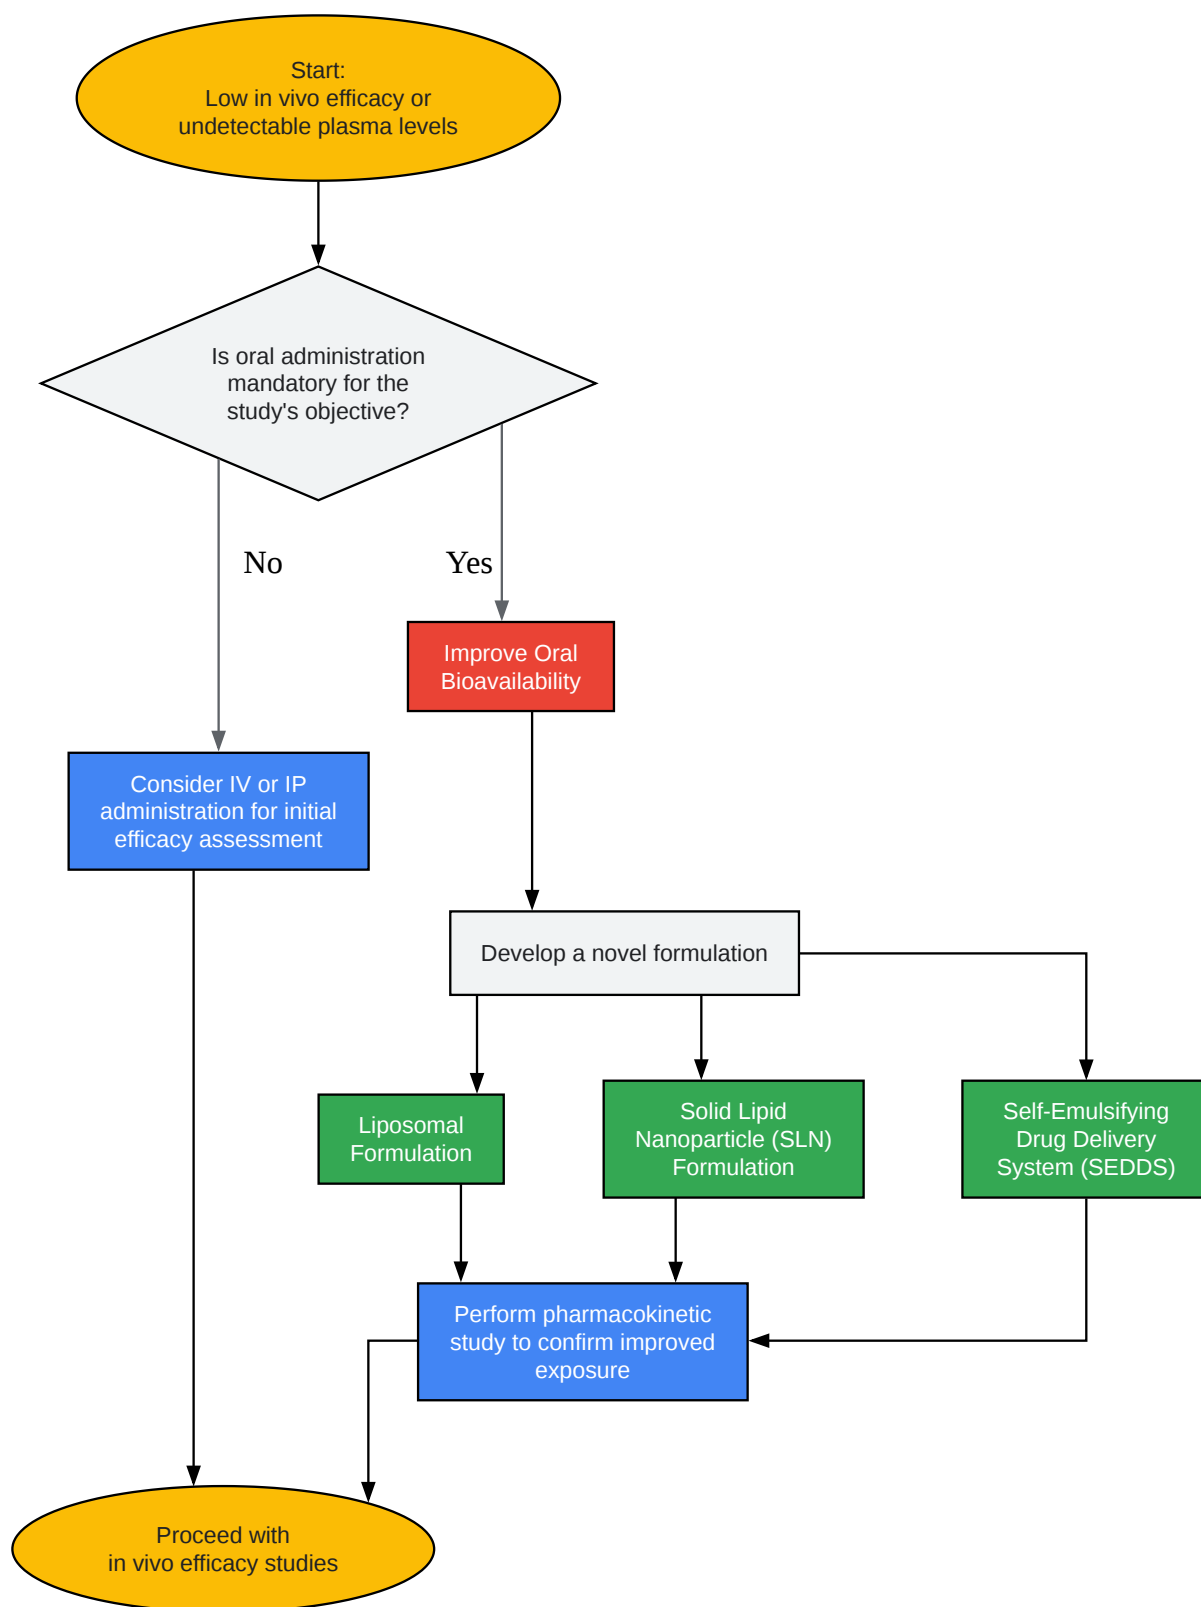 Start:
Low in vivo efficacy or
undetectable plasma levels
Is oral administration
mandatory for the
study's objective?
No
Yes
Improve Oral
Bioavailability
Consider IV or IP
administration for initial
efficacy assessment
Develop a novel formulation
Liposomal
Formulation
Solid Lipid
Nanoparticle (SLN)
Formulation
Self-Emulsifying
Drug Delivery
System (SEDDS)
Perform pharmacokinetic
study to confirm improved
exposure
Proceed with
in vivo efficacy studies